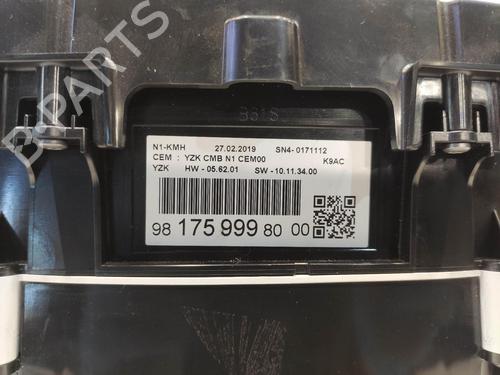 B-PARTS
B61S
N1-KMH 27.02.2019 SN4- 0171112
CEM : YZK CMB N1 CEM00 K9AC
YZK HW - 05.62.01 SW - 10.11.34.00
98 175 999 80 00